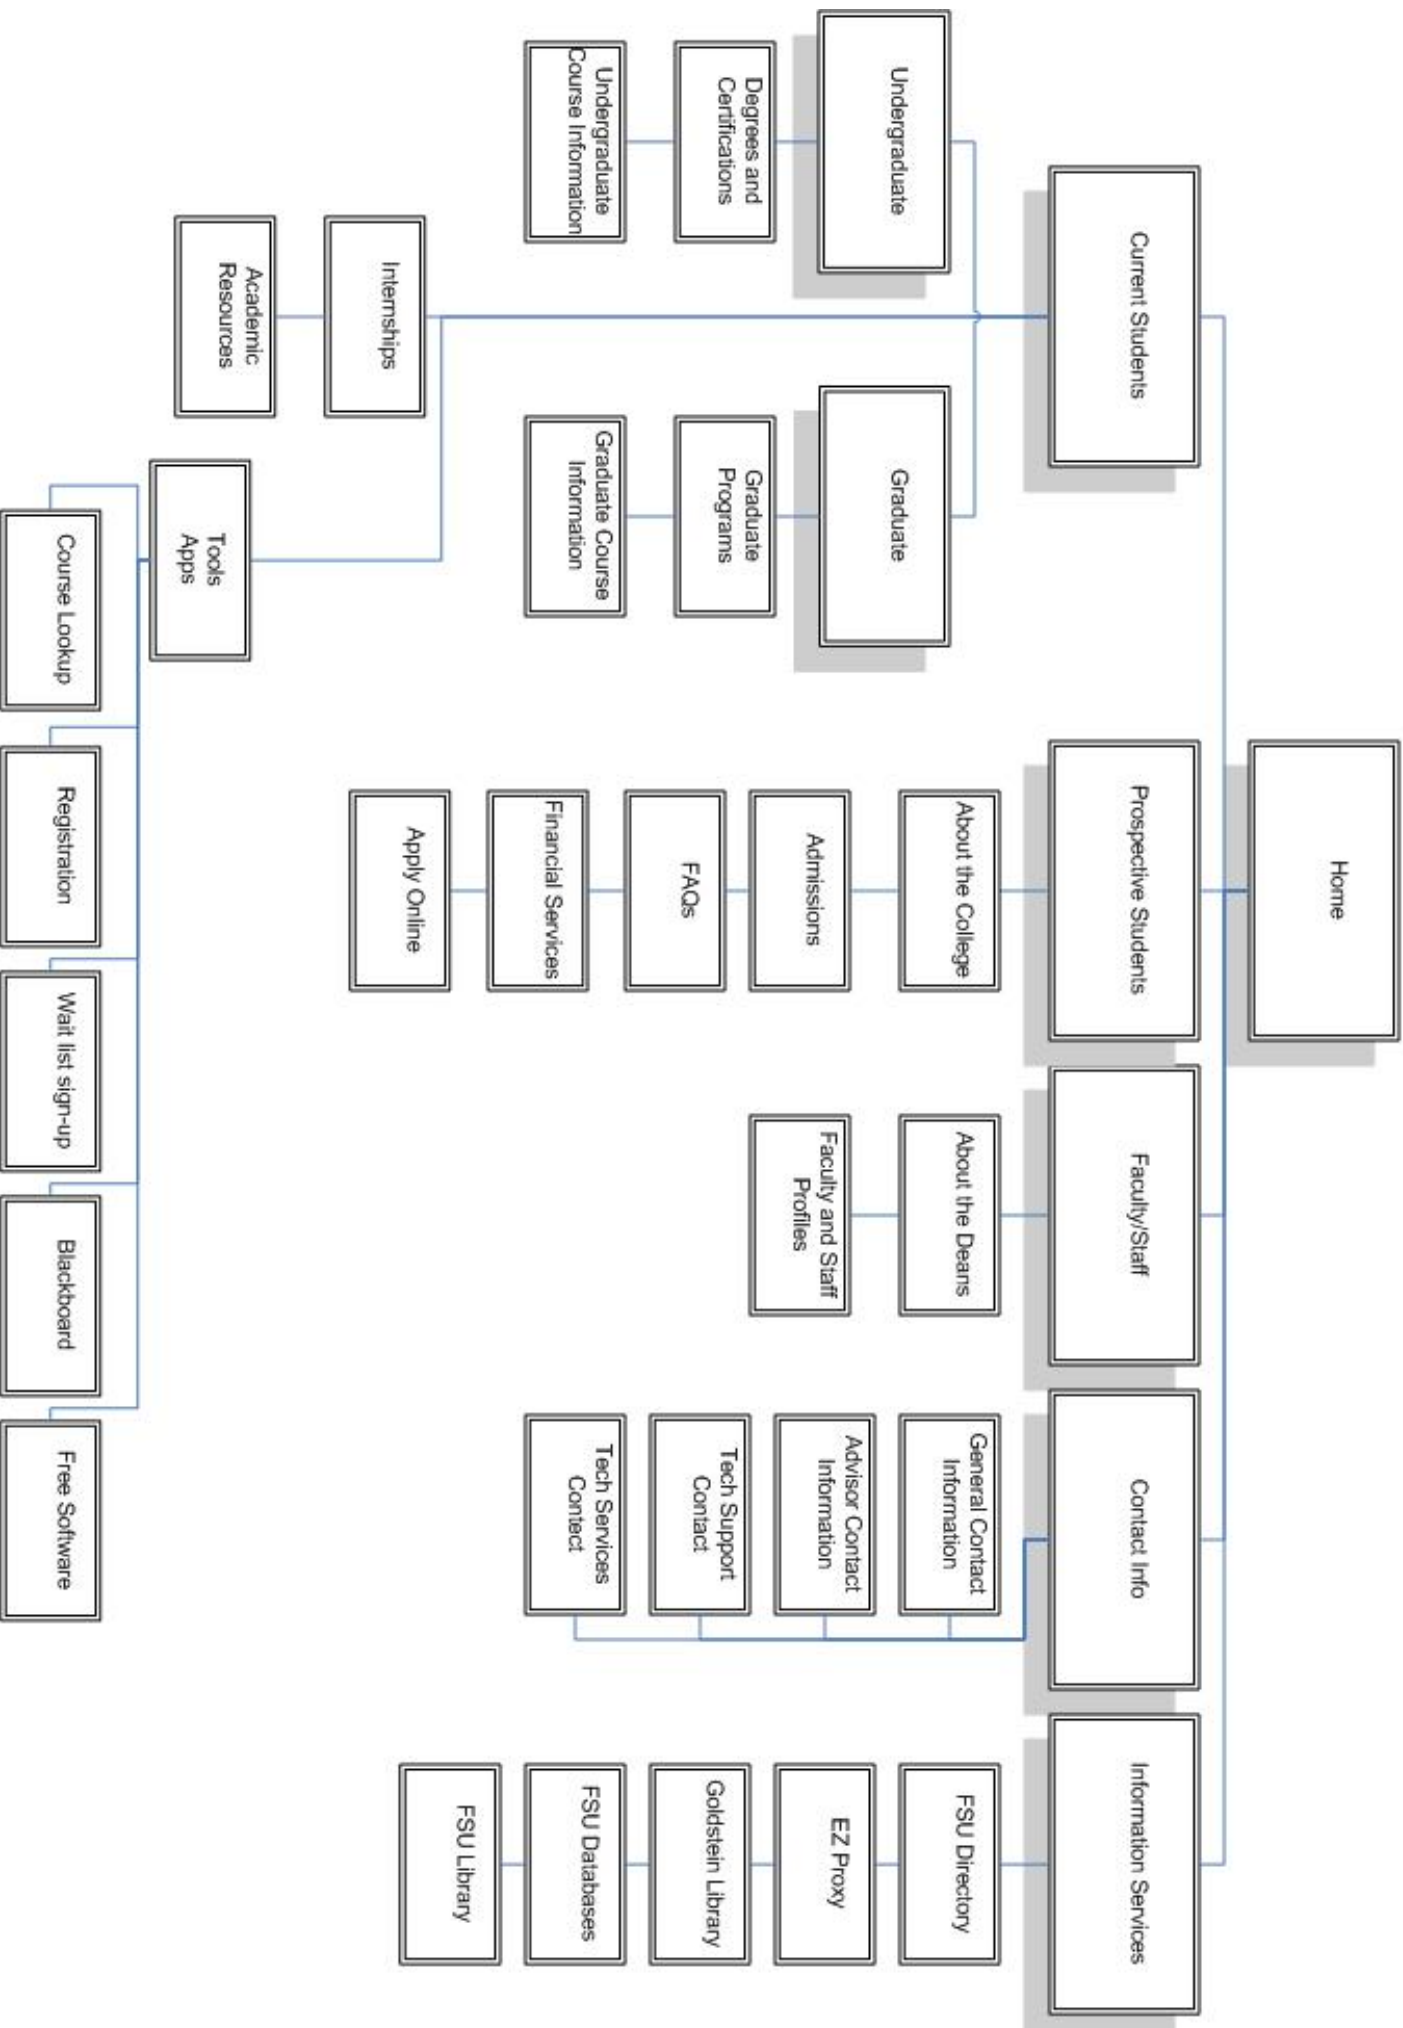 Home
Current Students
Prospective Students
Faculty/Staff
Contact Info
Information Services
Undergraduate
Graduate
Degrees and
Certifications
Undergraduate
Course Information
Graduate
Programs
Graduate Course
Information
Internships
Academic
Resources
Tools
Apps
Course Lookup
Registration
Wait list sign-up
Blackboard
Free Software
About the College
Admissions
FAQs
Financial Services
Apply Online
About the Deans
Faculty and Staff
Profiles
General Contact
Information
Advisor Contact
Information
Tech Support
Contact
Tech Services
Contect
FSU Directory
EZ Proxy
Goldstein Library
FSU Databases
FSU Library